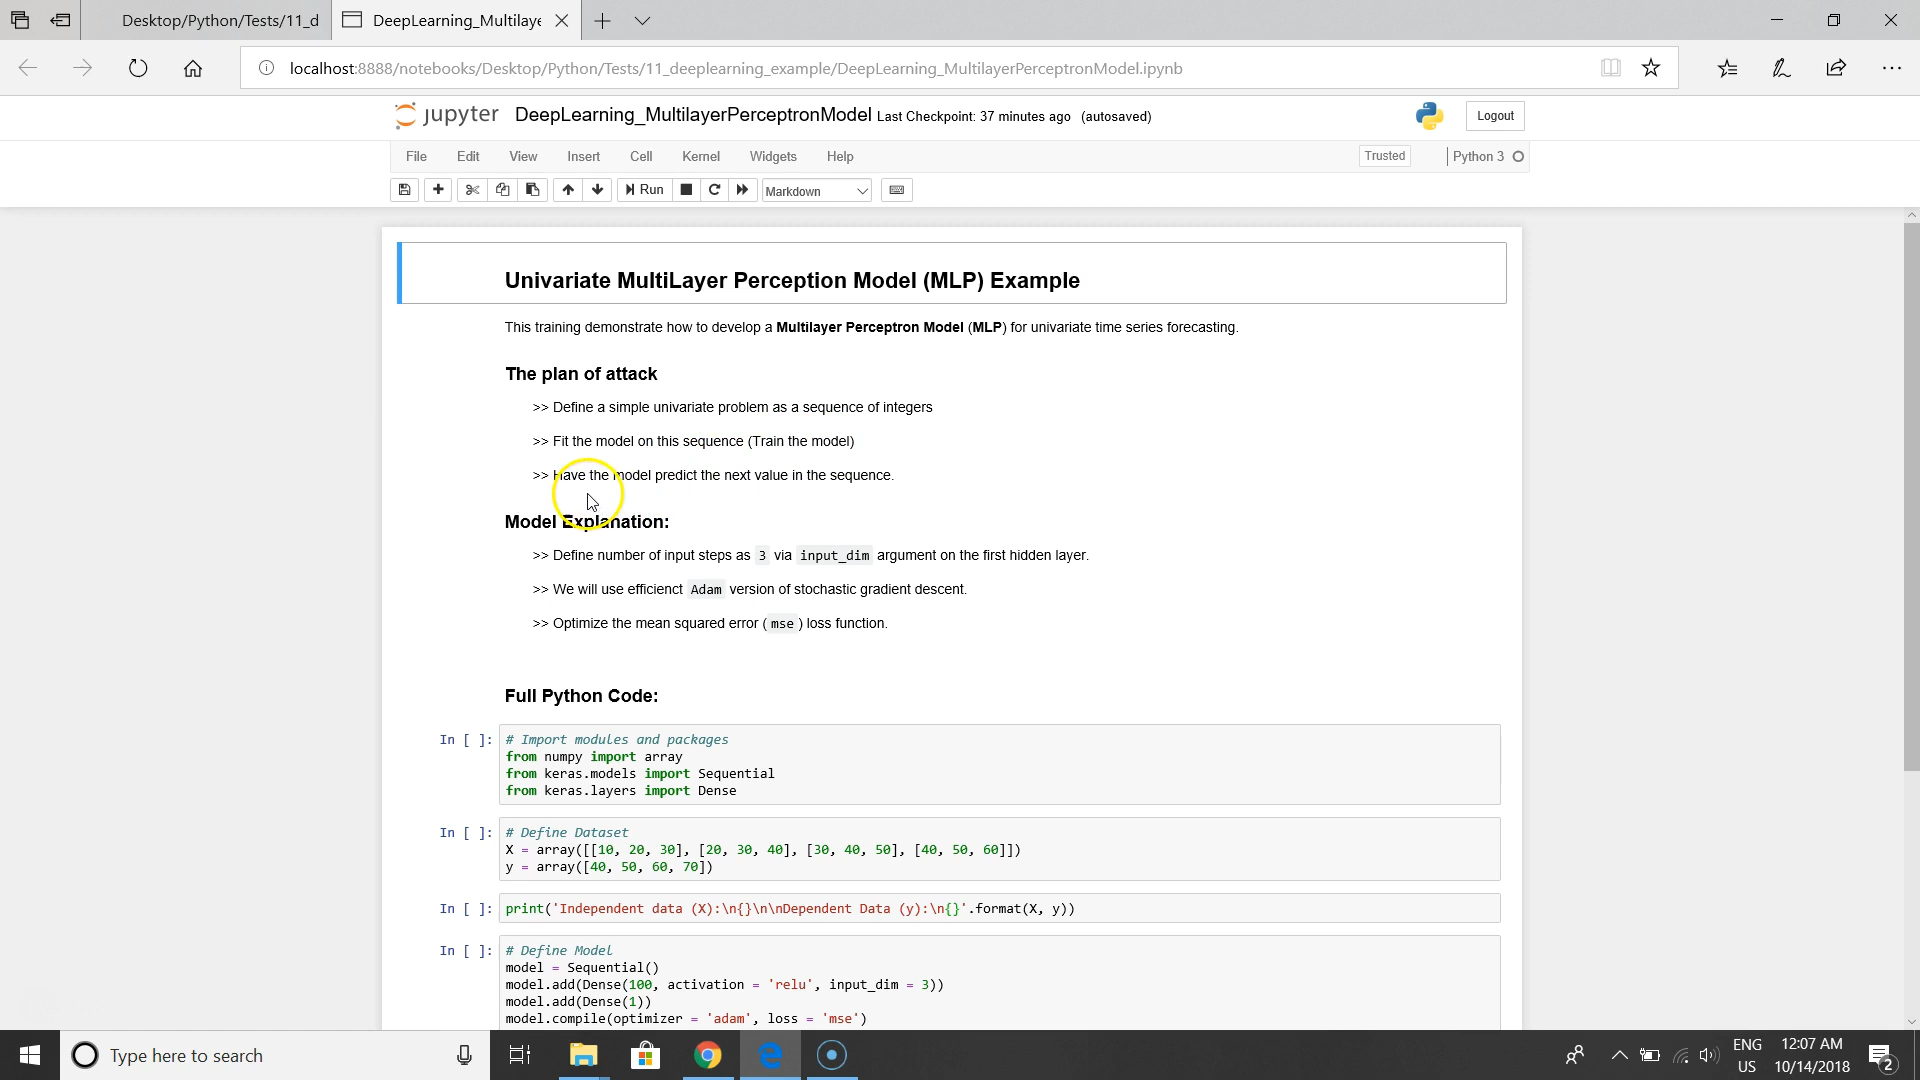 Desktop/Python/Tests/11_d
DeepLearning_Multilaye
localhost:8888/notebooks/Desktop/Python/Tests/11_deeplearning_example/DeepLearning_MultilayerPerceptronModel.ipynb
jupyter DeepLearning_MultilayerPerceptronModel Last Checkpoint: 37 minutes ago (autosaved)
Logout
File Edit View Insert Cell Kernel Widgets Help
Trusted
Python 3
Run
Markdown
Univariate MultiLayer Perception Model (MLP) Example
This training demonstrate how to develop a Multilayer Perceptron Model (MLP) for univariate time series forecasting.
The plan of attack
>> Define a simple univariate problem as a sequence of integers
>> Fit the model on this sequence (Train the model)
>> Have the model predict the next value in the sequence.
Model Explanation:
>> Define number of input steps as 3 via input_dim argument on the first hidden layer.
>> We will use efficienct Adam version of stochastic gradient descent.
>> Optimize the mean squared error ( mse ) loss function.
Full Python Code:
In [ ]: # Import modules and packages
from numpy import array
from keras.models import Sequential
from keras.layers import Dense
In [ ]: # Define Dataset
X = array([[10, 20, 30], [20, 30, 40], [30, 40, 50], [40, 50, 60]])
y = array([40, 50, 60, 70])
In [ ]: print('Independent data (X):\n{}\n\nDependent Data (y):\n{}'.format(X, y))
In [ ]: # Define Model
model = Sequential()
model.add(Dense(100, activation = 'relu', input_dim = 3))
model.add(Dense(1))
model.compile(optimizer = 'adam', loss = 'mse')
Type here to search
ENG
US
12:07 AM
10/14/2018
2